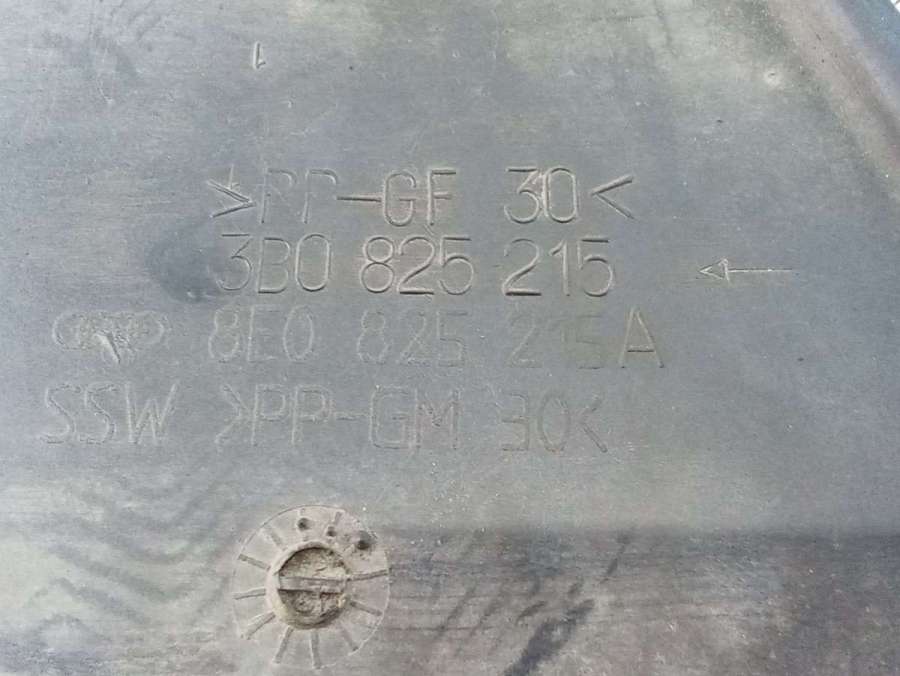 >PP-GF 30<
3B0 825 215
8E0 825 215A
SSW >PP-GM 30<